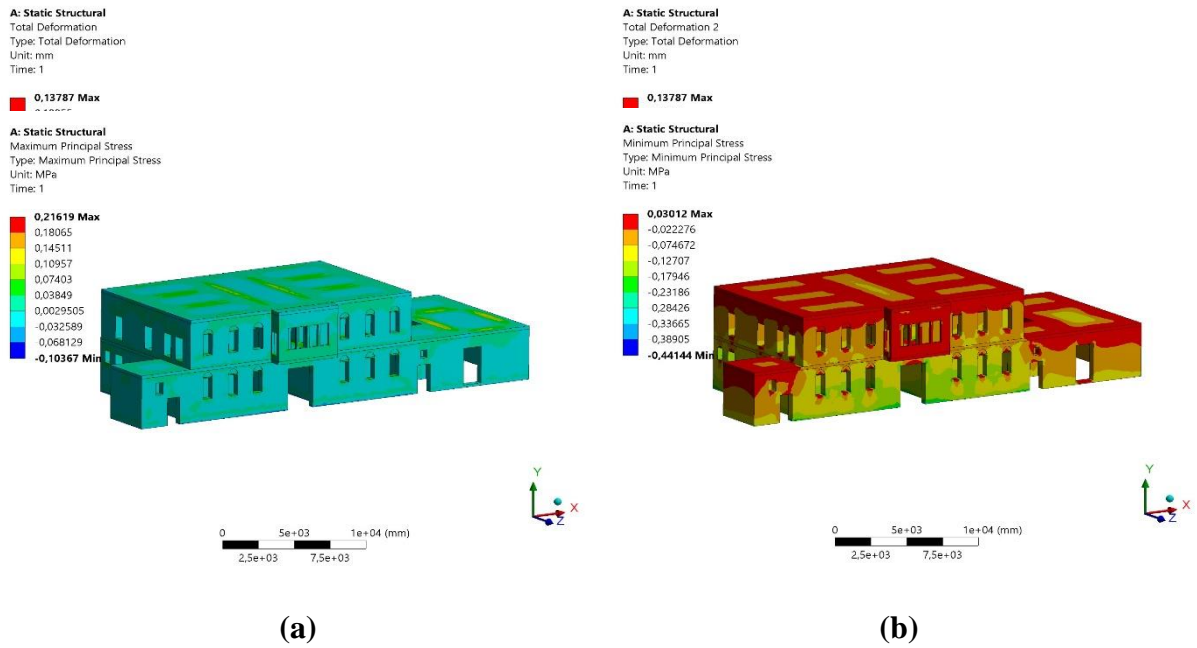 A: Static Structural
Total Deformation
Type: Total Deformation
Unit: mm
Time: 1
0,13787 Max
A: Static Structural
Maximum Principal Stress
Type: Maximum Principal Stress
Unit: MPa
Time: 1
0,21619 Max
0,18065
0,14511
0,10957
0,07403
0,03849
0,0029505
-0,032589
-0,068129
-0,10367 Min
Y
X
Z
0 5e+03 1e+04 (mm)
2,5e+03 7,5e+03
(a)
A: Static Structural
Total Deformation 2
Type: Total Deformation
Unit: mm
Time: 1
0,13787 Max
A: Static Structural
Minimum Principal Stress
Type: Minimum Principal Stress
Unit: MPa
Time: 1
0,03012 Max
-0,022276
-0,074672
-0,12707
-0,17946
-0,23186
-0,28426
-0,33665
-0,38905
-0,44144 Min
Y
X
Z
0 5e+03 1e+04 (mm)
2,5e+03 7,5e+03
(b)